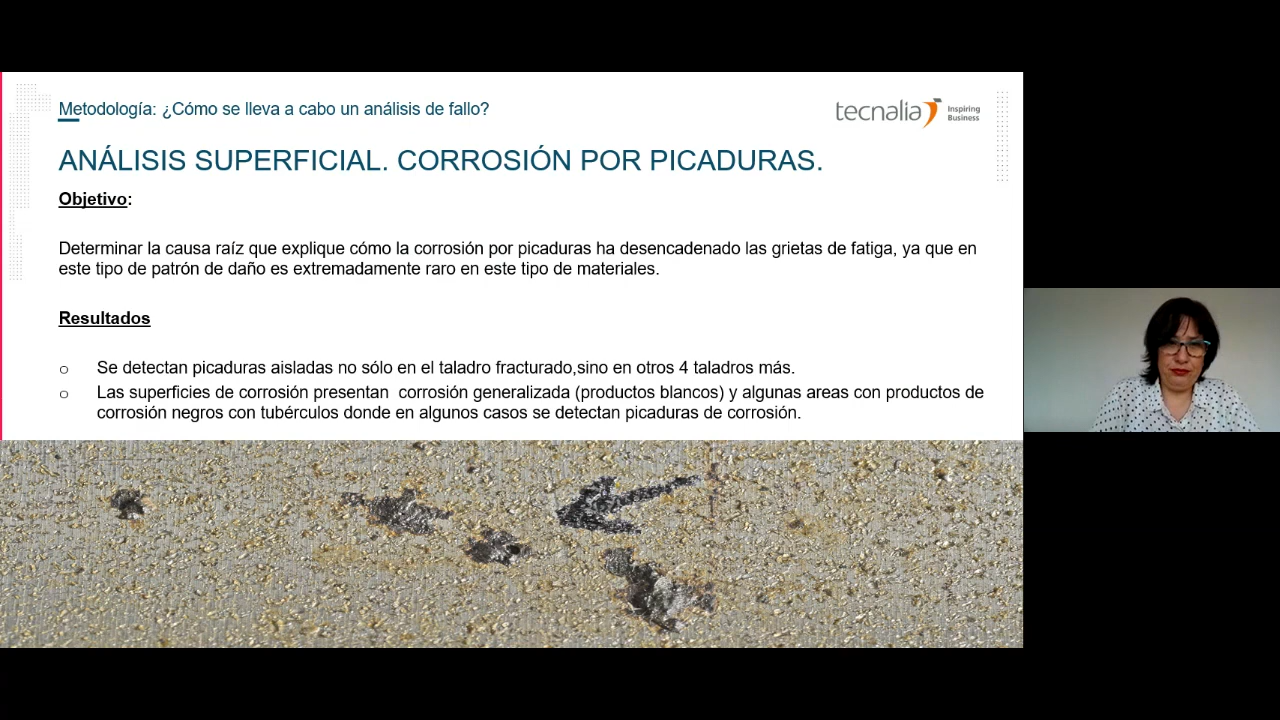 Metodología: ¿Cómo se lleva a cabo un análisis de fallo?
tecnalia Inspiring
Business
ANÁLISIS SUPERFICIAL. CORROSIÓN POR PICADURAS.
Objetivo:
Determinar la causa raíz que explique cómo la corrosión por picaduras ha desencadenado las grietas de fatiga, ya que en
este tipo de patrón de daño es extremadamente raro en este tipo de materiales.
Resultados
o Se detectan picaduras aisladas no sólo en el taladro fracturado,sino en otros 4 taladros más.
o Las superficies de corrosión presentan corrosión generalizada (productos blancos) y algunas areas con productos de
corrosión negros con tubérculos donde en algunos casos se detectan picaduras de corrosión.